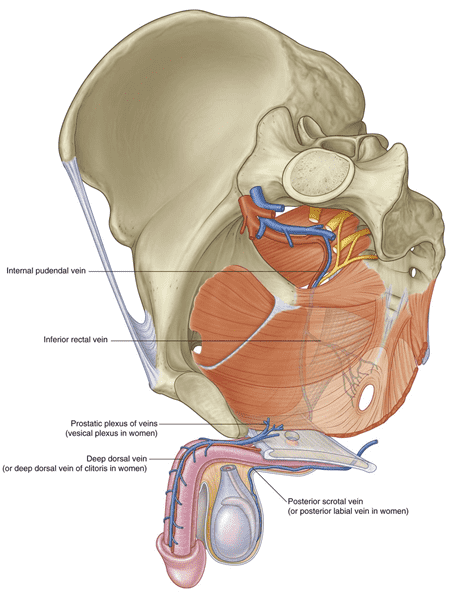 Internal pudendal vein
Inferior rectal vein
Prostatic plexus of veins
(vesical plexus in women)
Deep dorsal vein
(or deep dorsal vein of clitoris in women)
Posterior scrotal vein
(or posterior labial vein in women)